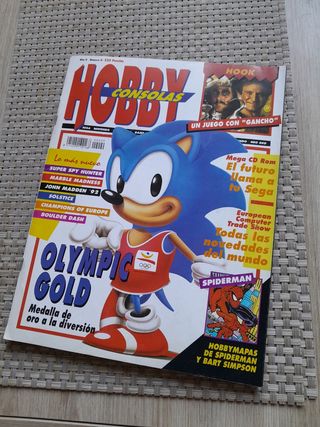 HOBBY
CONSOLAS
HOOK
UN JUEGO CON "GANCHO"
Lo más nuevo
SUPER SPY HUNTER
MARBLE MADNESS
JOHN MADDEN '92
SOLSTICE
CHAMPIONS OF EUROPE
BOULDER DASH
Mega CD Rom
El futuro
llama a
to Sega
European
Computer
Trade Show
Todas las
novedades
del mundo
OLYMPIC
GOLD
Medalla de
oro a la diversión
SPIDERMAN
HOBBYMAPAS
DE SPIDERMAN
Y BART SIMPSON